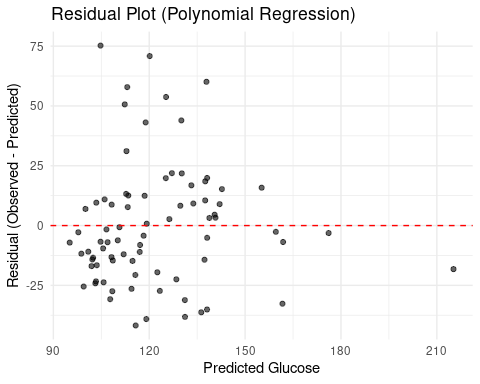 Residual Plot (Polynomial Regression)
Residual (Observed - Predicted)
75
50
25
0
-25
90 120 150 180 210
Predicted Glucose